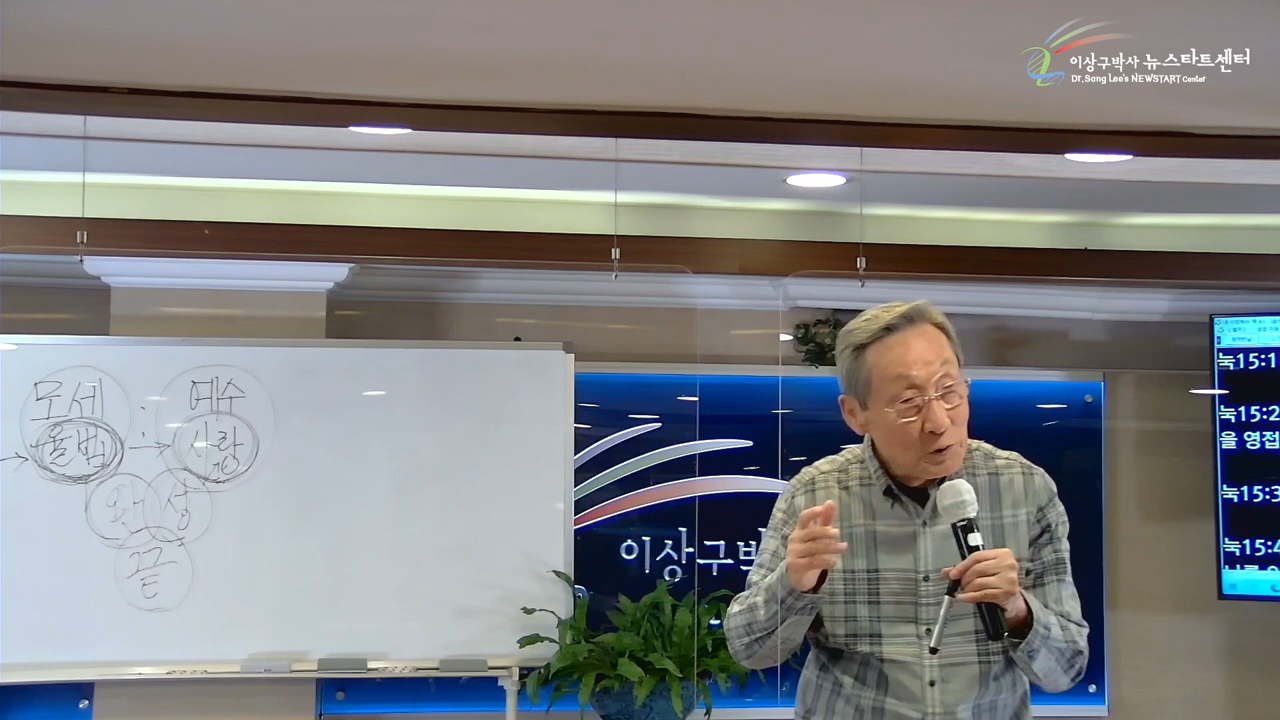 이상구박사 뉴스타트센터
Dr. Sang Lee's NEWSTART Center
모세 : 예수
율법 → 사랑
완성
끝
이상구박
눅15:1
눅15:2
을 영접
눅15:3
눅15:4